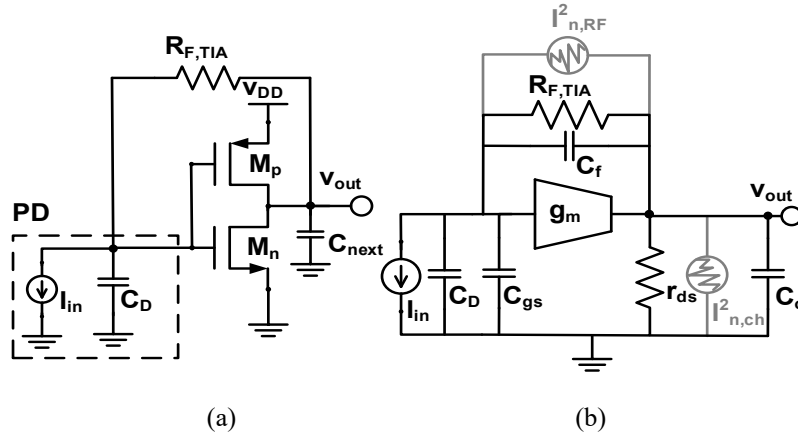 R_F,TIA
v_DD
M_p
v_out
PD
M_n
C_next
I_in
C_D
(a)
I²_n,RF
R_F,TIA
C_f
g_m
v_out
I_in
C_D
C_gs
r_ds
I²_n,ch
(b)